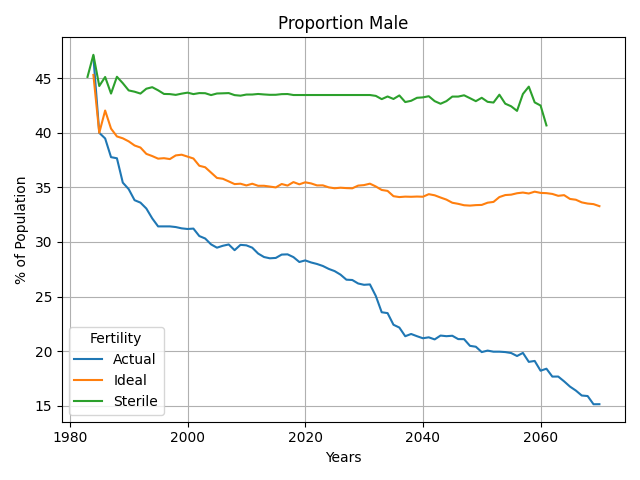 Proportion Male
% of Population
45
40
35
30
25
20
15
Fertility
Actual
Ideal
Sterile
1980 2000 2020 2040 2060
Years